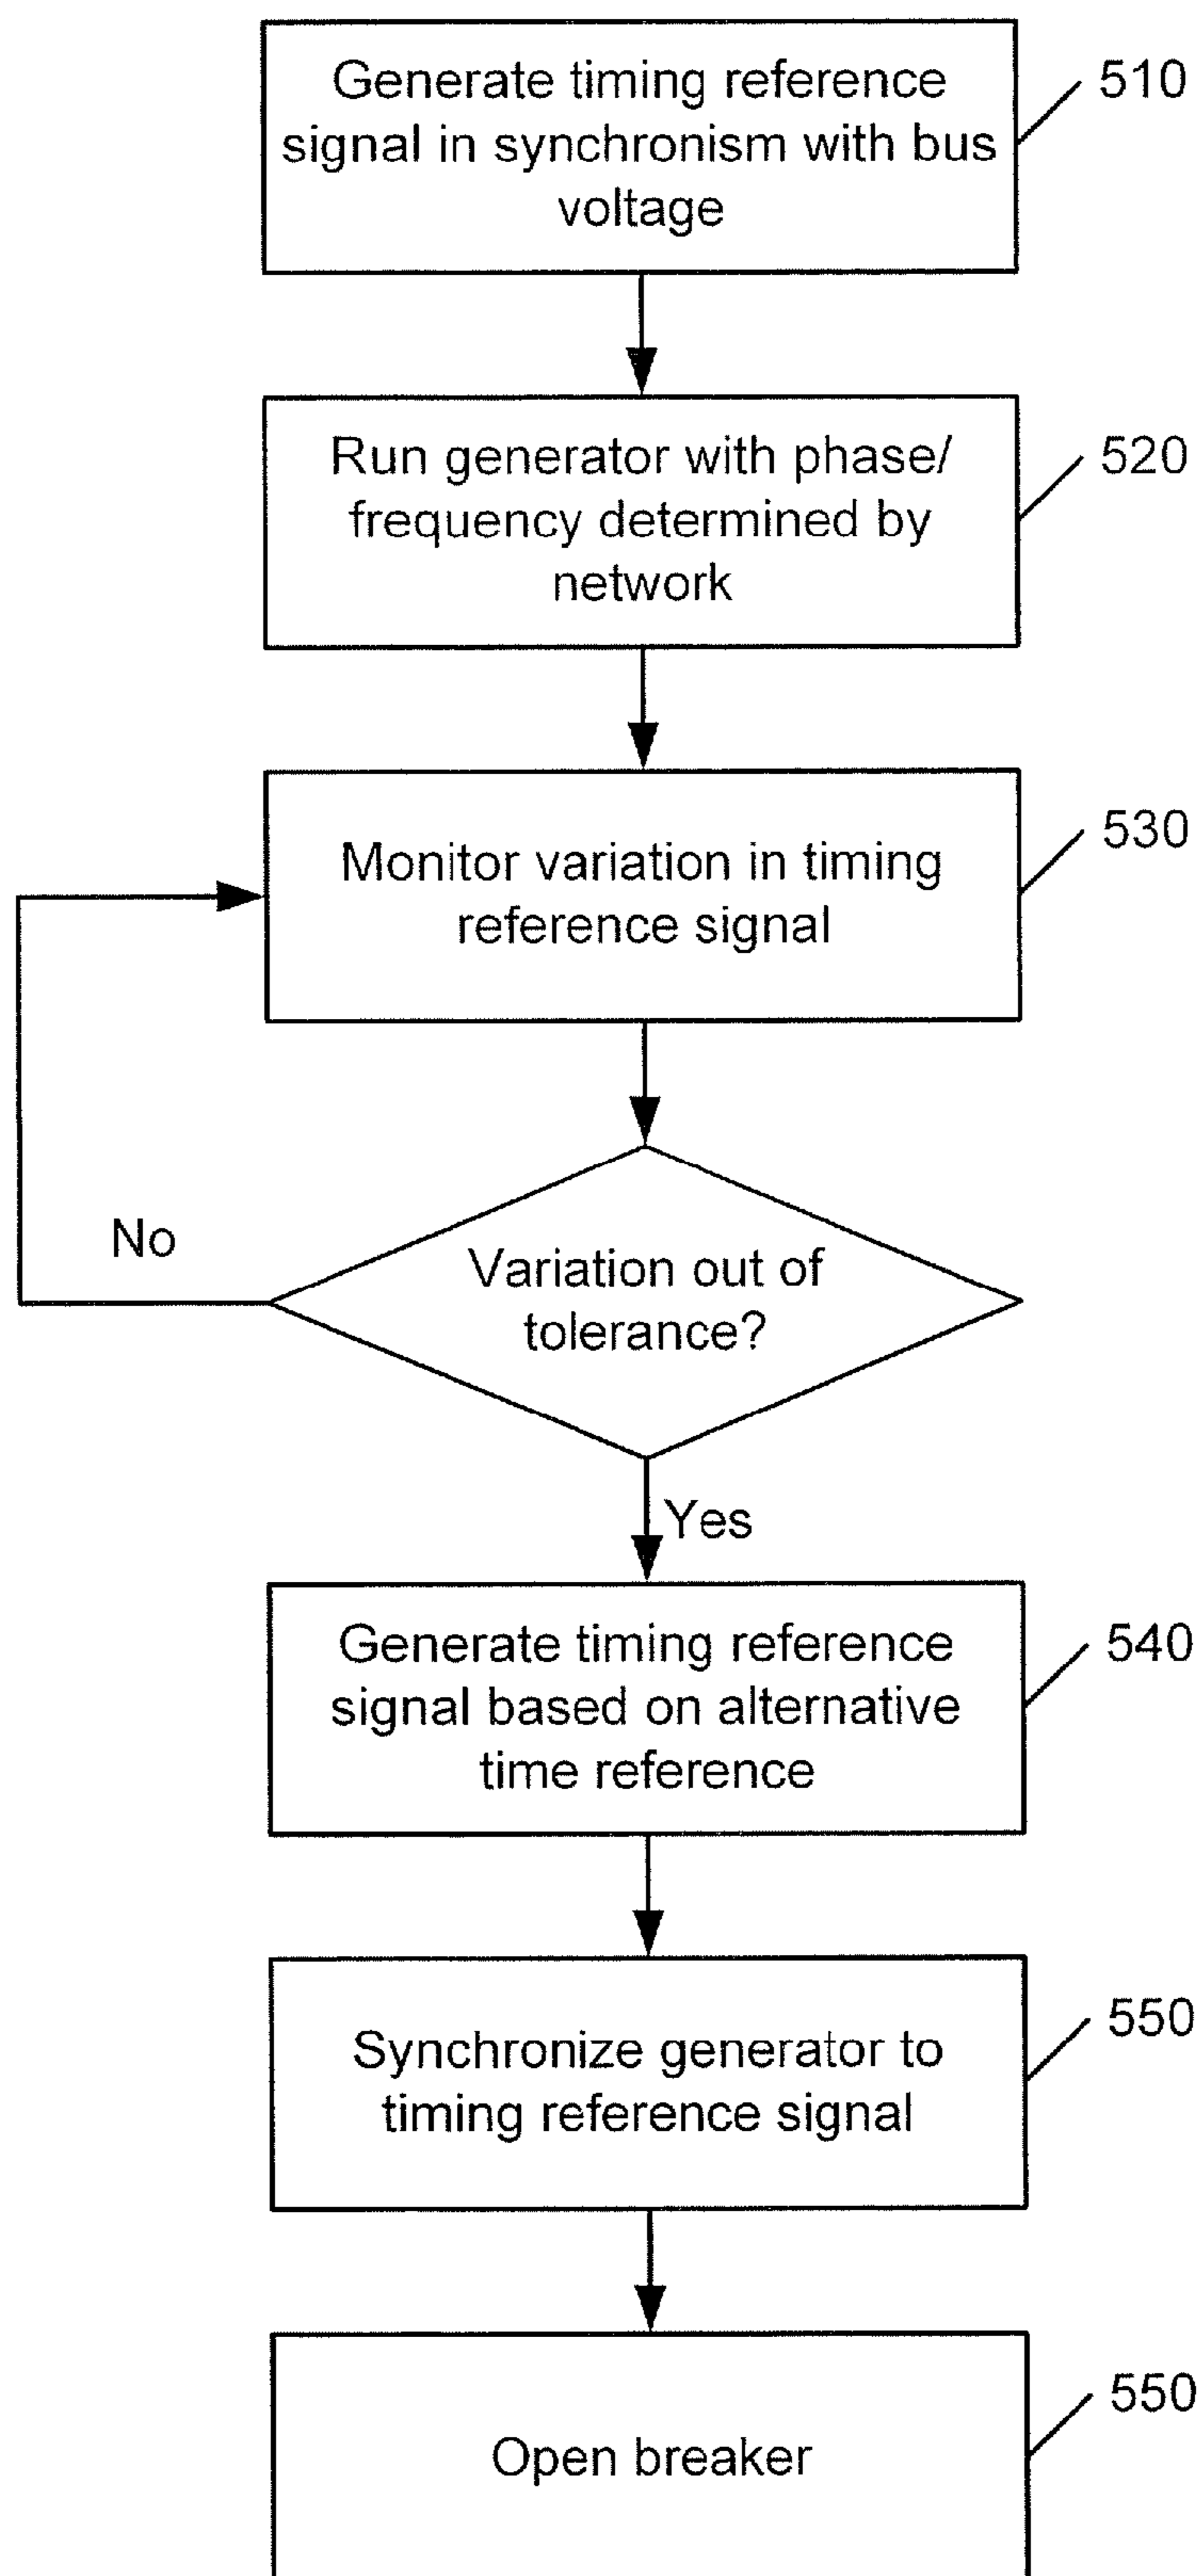 Generate timing reference
signal in synchronism with bus
voltage
510
Run generator with phase/
frequency determined by
network
520
Monitor variation in timing
reference signal
530
No
Variation out of
tolerance?
Yes
Generate timing reference
signal based on alternative
time reference
540
Synchronize generator to
timing reference signal
550
Open breaker
550